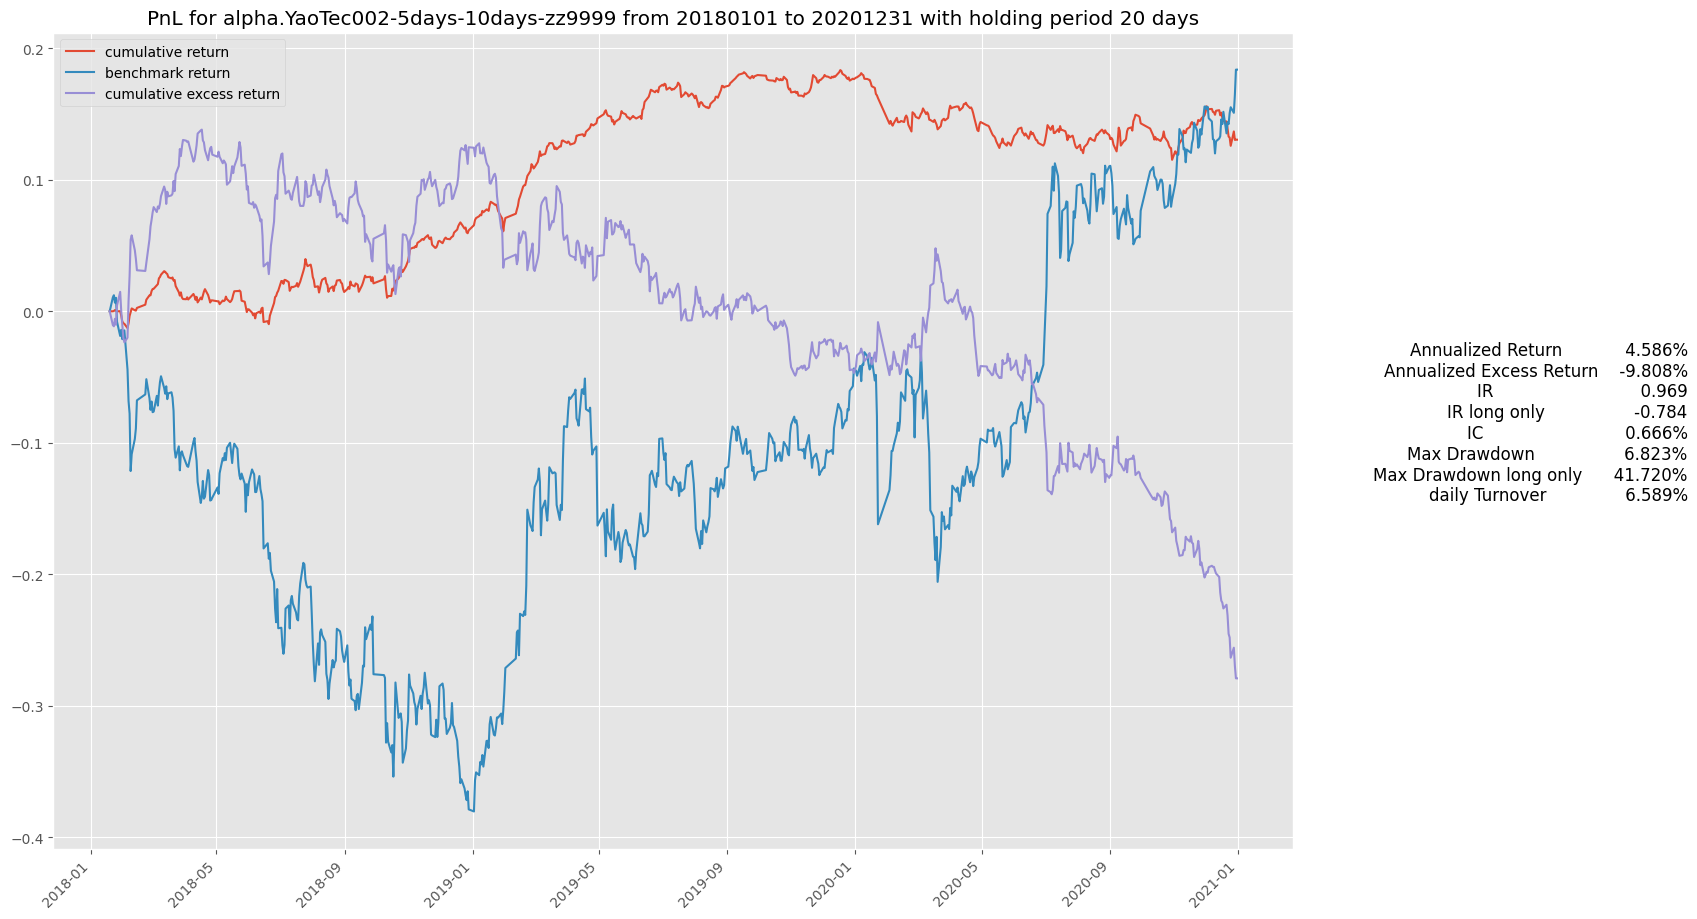 PnL for alpha.YaoTec002-5days-10days-zz9999 from 20180101 to 20201231 with holding period 20 days
cumulative return
benchmark return
cumulative excess return
0.2
0.1
0.0
−0.1
−0.2
−0.3
−0.4
2018-01
2018-05
2018-09
2019-01
2019-05
2019-09
2020-01
2020-05
2020-09
2021-01
Annualized Return 4.586%
Annualized Excess Return -9.808%
IR 0.969
IR long only -0.784
IC 0.666%
Max Drawdown 6.823%
Max Drawdown long only 41.720%
daily Turnover 6.589%